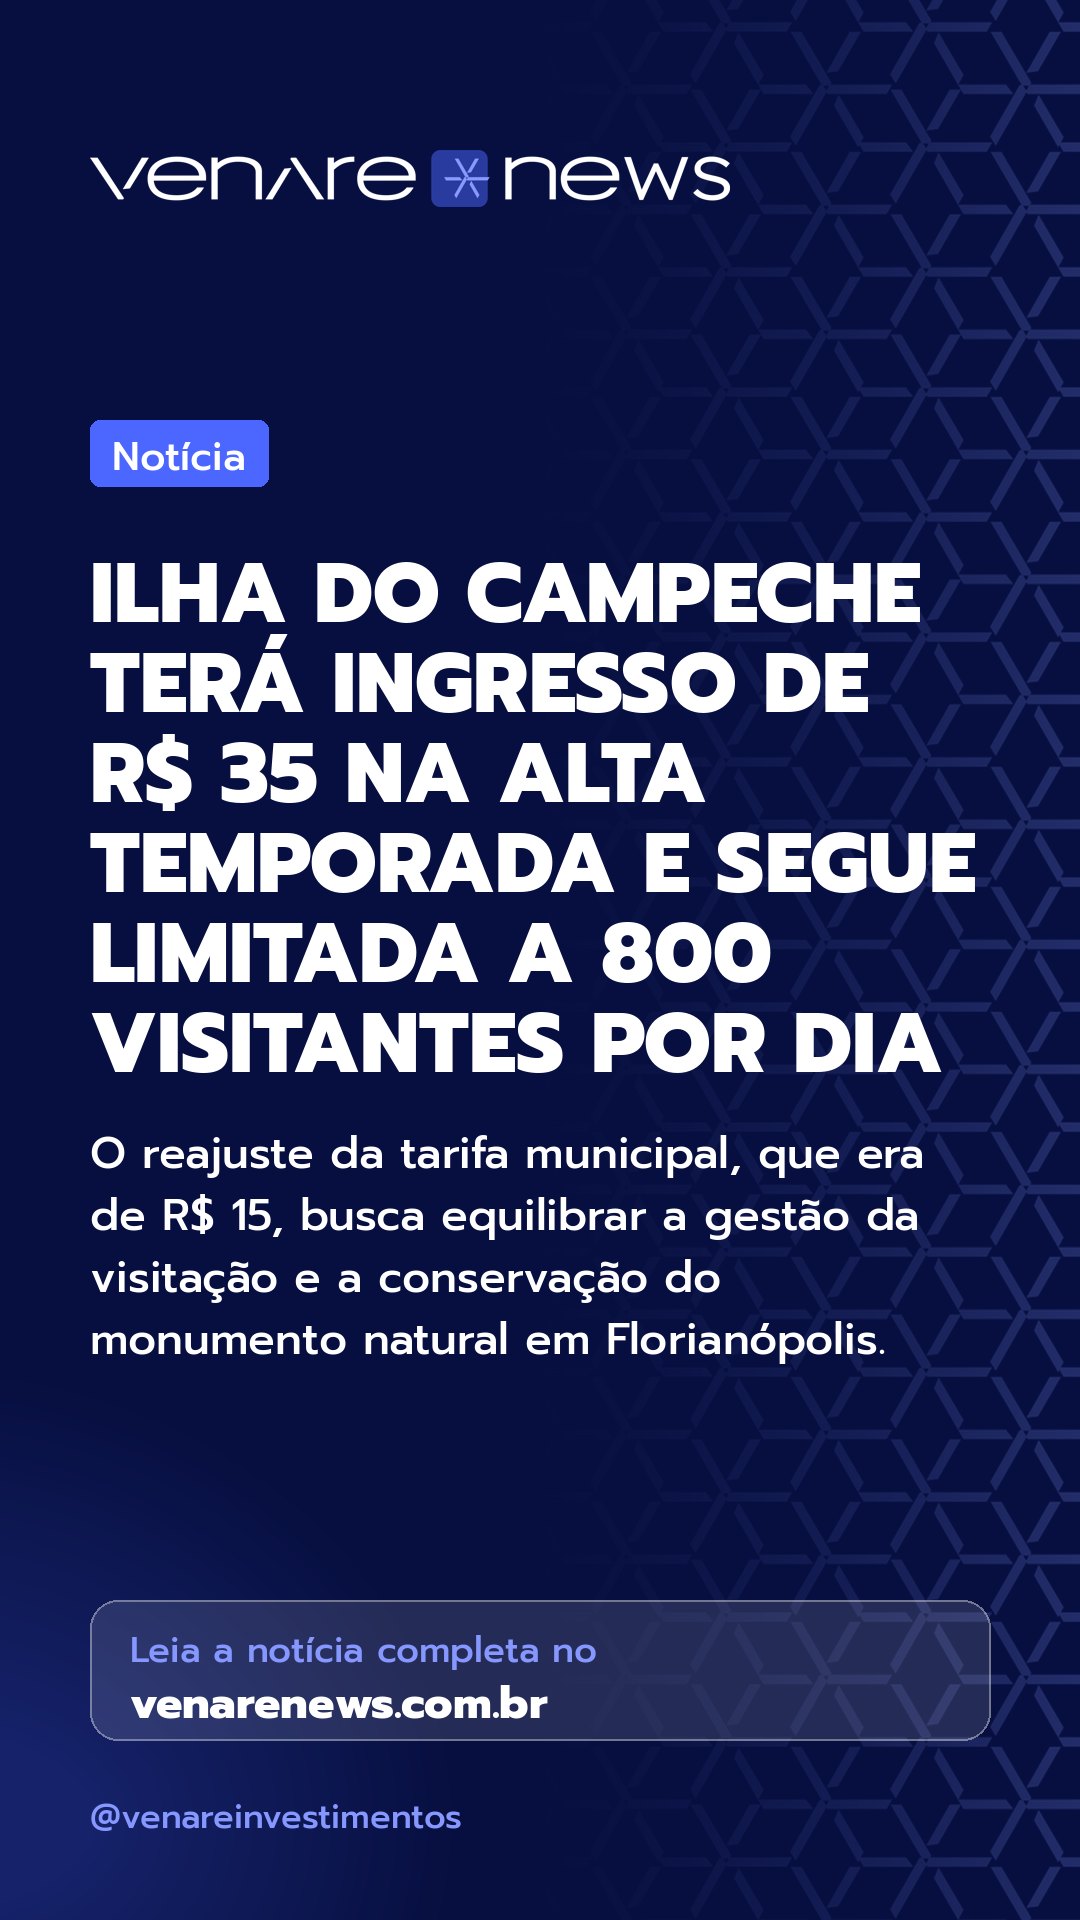 venare news
Notícia
ILHA DO CAMPECHE
TERÁ INGRESSO DE
R$ 35 NA ALTA
TEMPORADA E SEGUE
LIMITADA A 800
VISITANTES POR DIA
O reajuste da tarifa municipal, que era
de R$ 15, busca equilibrar a gestão da
visitação e a conservação do
monumento natural em Florianópolis.
Leia a notícia completa no
venarenews.com.br
@venareinvestimentos